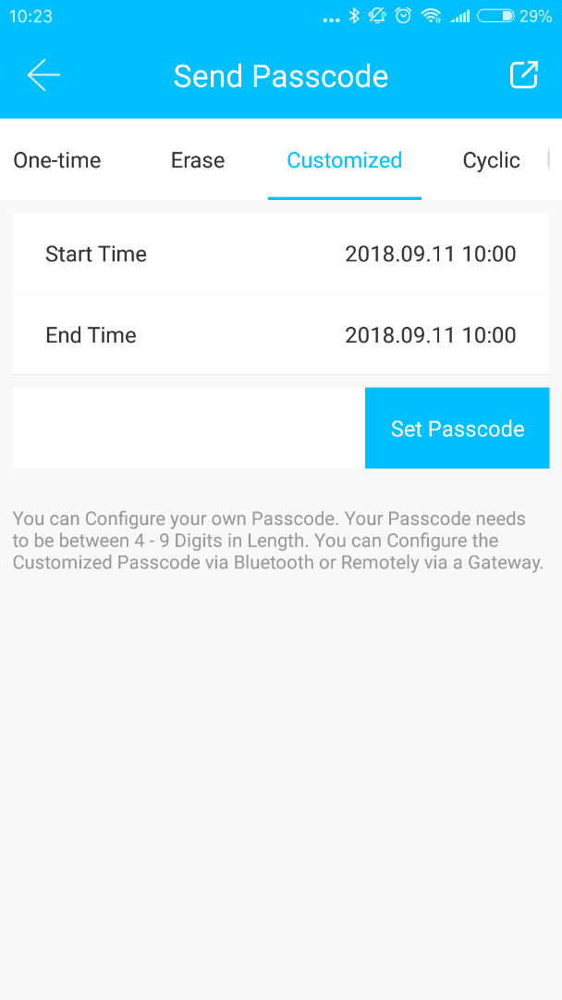 10:23 29%
Send Passcode
One-time Erase Customized Cyclic
Start Time 2018.09.11 10:00
End Time 2018.09.11 10:00
Set Passcode
You can Configure your own Passcode. Your Passcode needs
to be between 4 - 9 Digits in Length. You can Configure the
Customized Passcode via Bluetooth or Remotely via a Gateway.